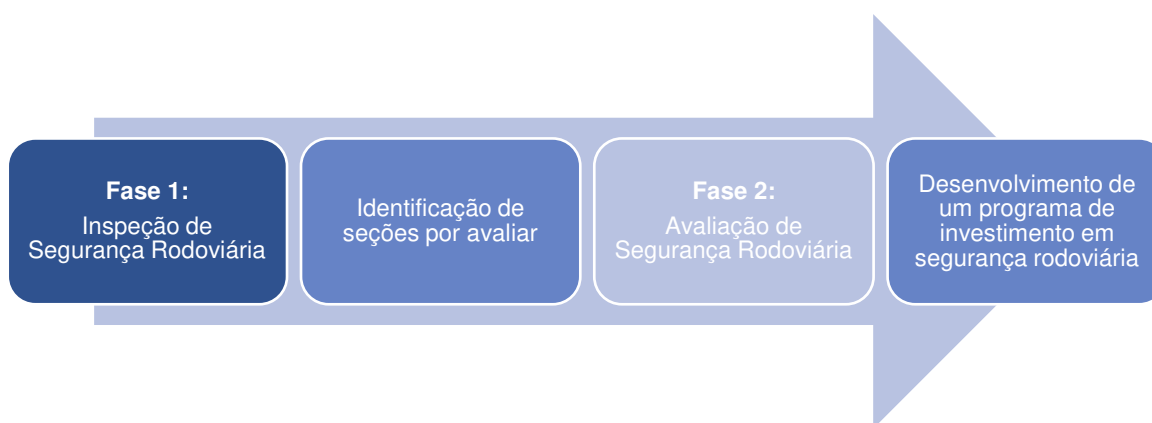 Fase 1:
Inspeção de
Segurança Rodoviária
Identificação de
seções por avaliar
Fase 2:
Avaliação de
Segurança Rodoviária
Desenvolvimento de
um programa de
investimento em
segurança rodoviária